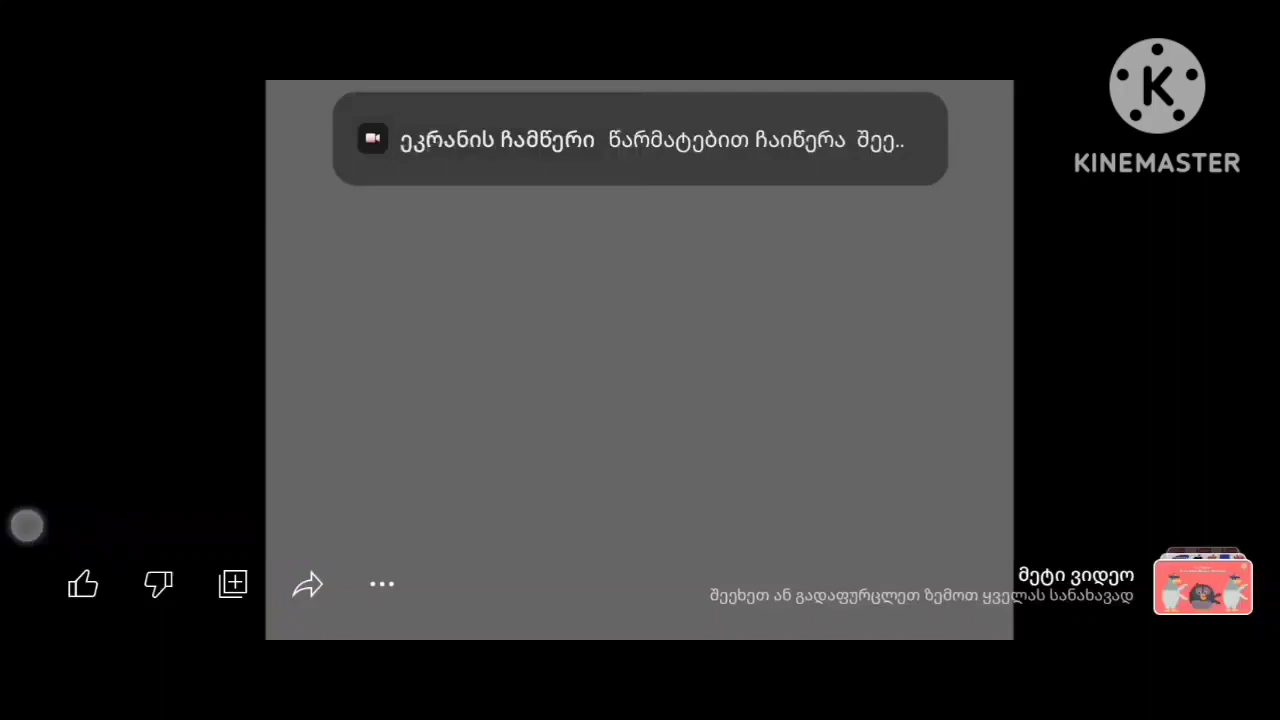 ეკრანის ჩამწერი წარმატებით ჩაიწერა შეე..
KINEMASTER
მეტი ვიდეო
შეეხეთ ან გადაფურცლეთ ზემოთ ყველას სანახავად